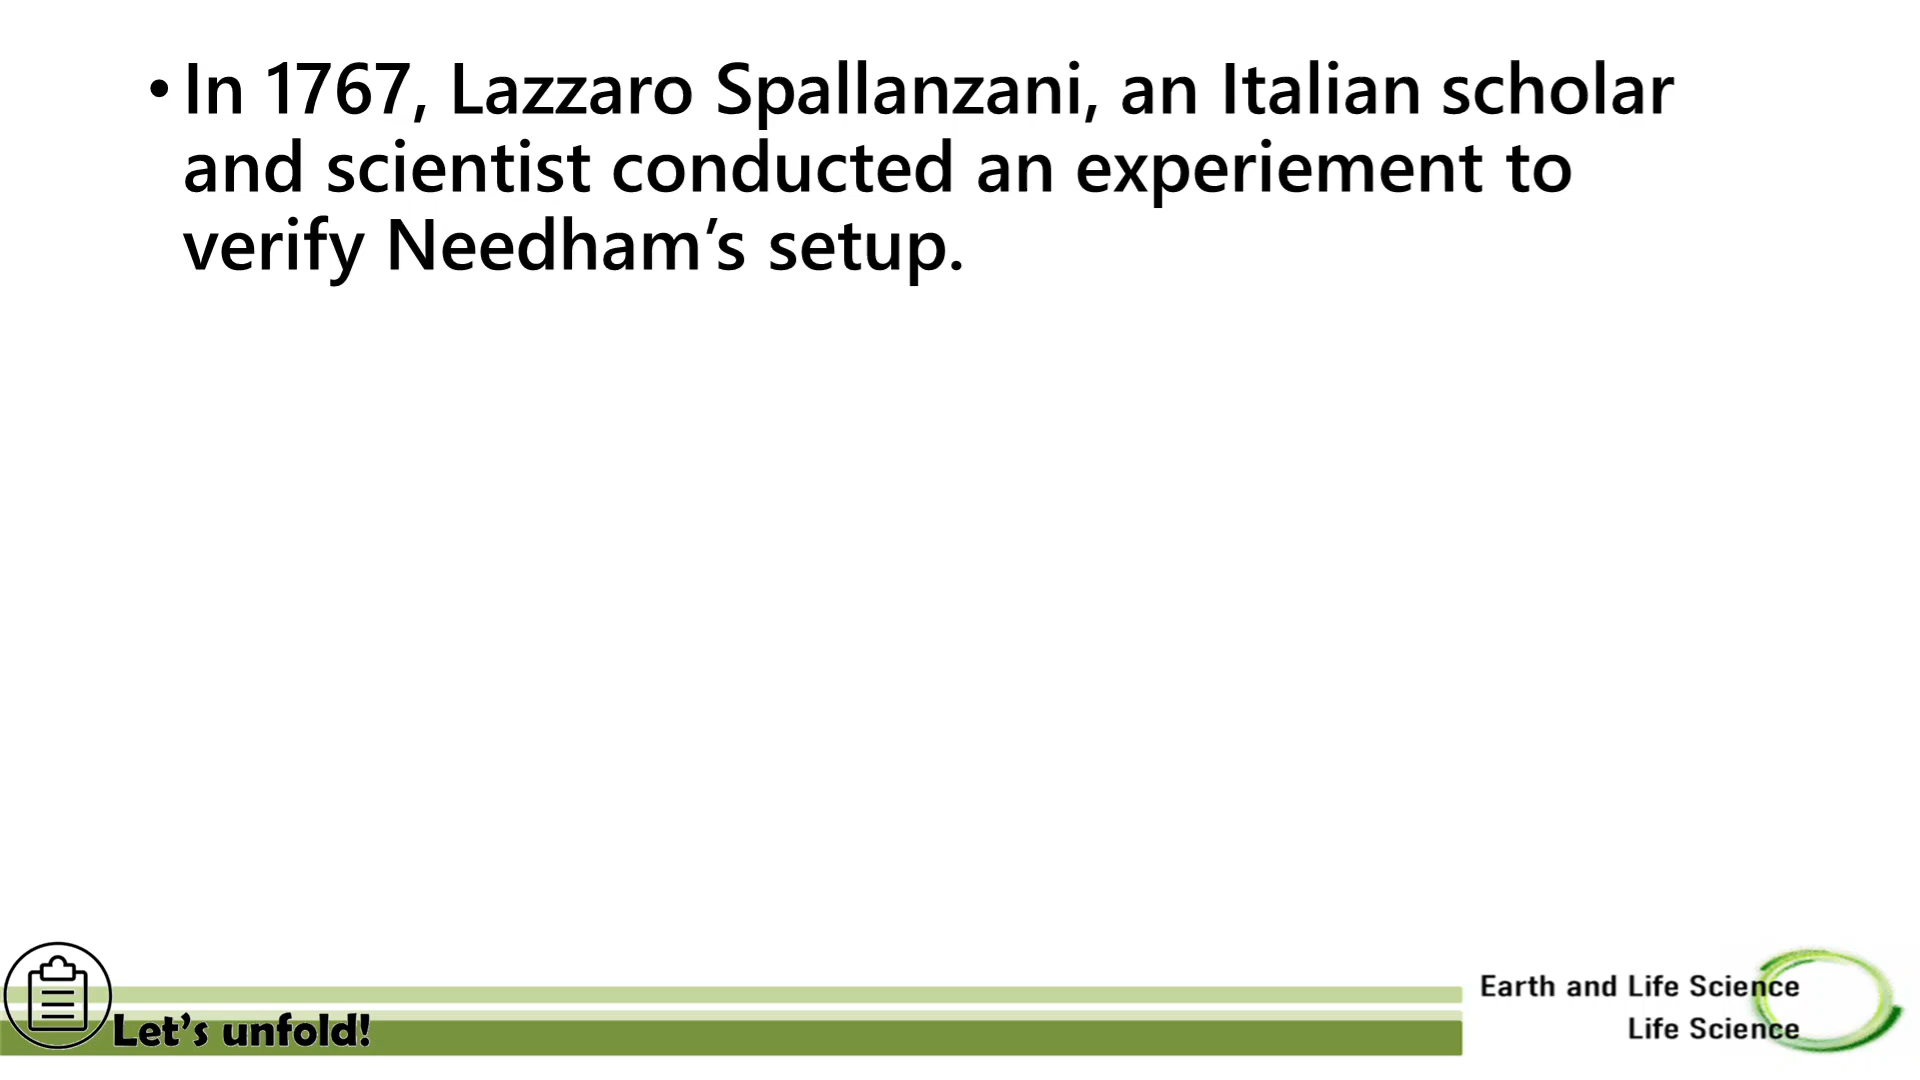 • In 1767, Lazzaro Spallanzani, an Italian scholar
and scientist conducted an experiement to
verify Needham’s setup.
Let’s unfold!
Earth and Life Science
Life Science